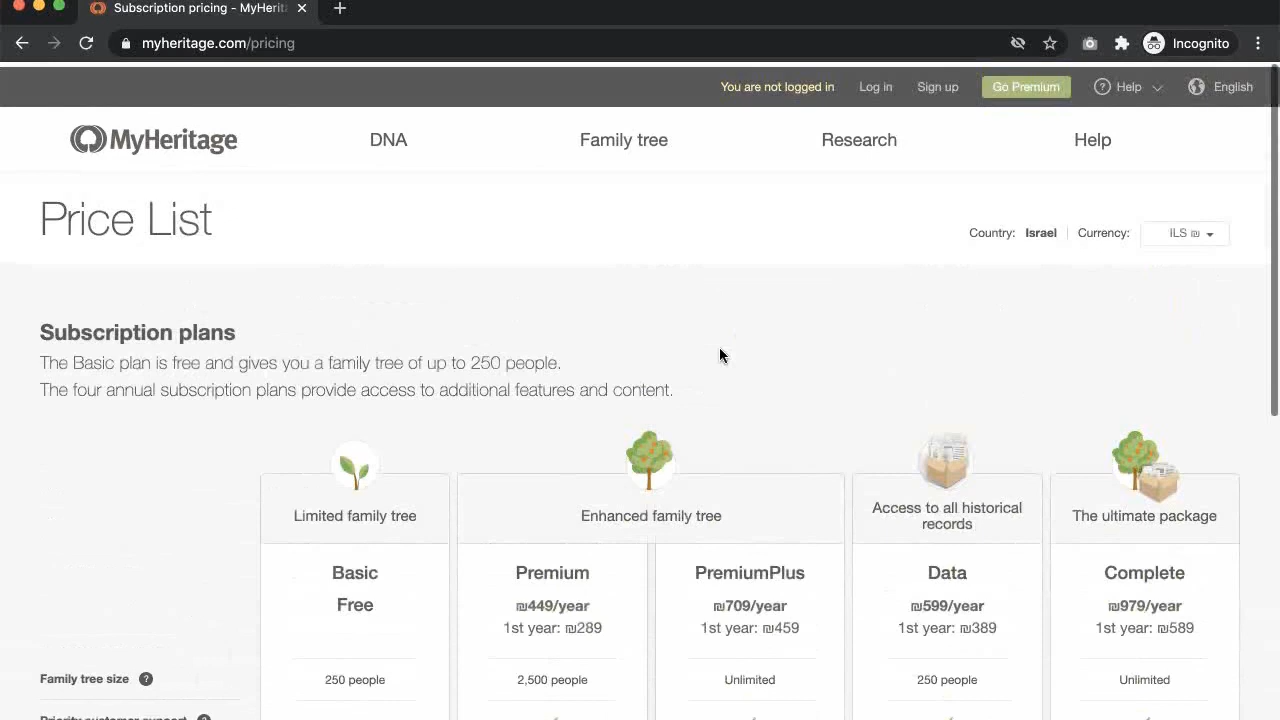 Subscription pricing - MyHerita
myheritage.com/pricing
Incognito
You are not logged in
Log in
Sign up
Go Premium
Help
English
MyHeritage
DNA
Family tree
Research
Help
Price List
Country: Israel
Currency:
ILS ₪
Subscription plans
The Basic plan is free and gives you a family tree of up to 250 people.
The four annual subscription plans provide access to additional features and content.
Limited family tree
Enhanced family tree
Access to all historical
records
The ultimate package
Basic
Free
Premium
₪449/year
1st year: ₪289
PremiumPlus
₪709/year
1st year: ₪459
Data
₪599/year
1st year: ₪389
Complete
₪979/year
1st year: ₪589
Family tree size ?
250 people
2,500 people
Unlimited
250 people
Unlimited
Priority customer support ?